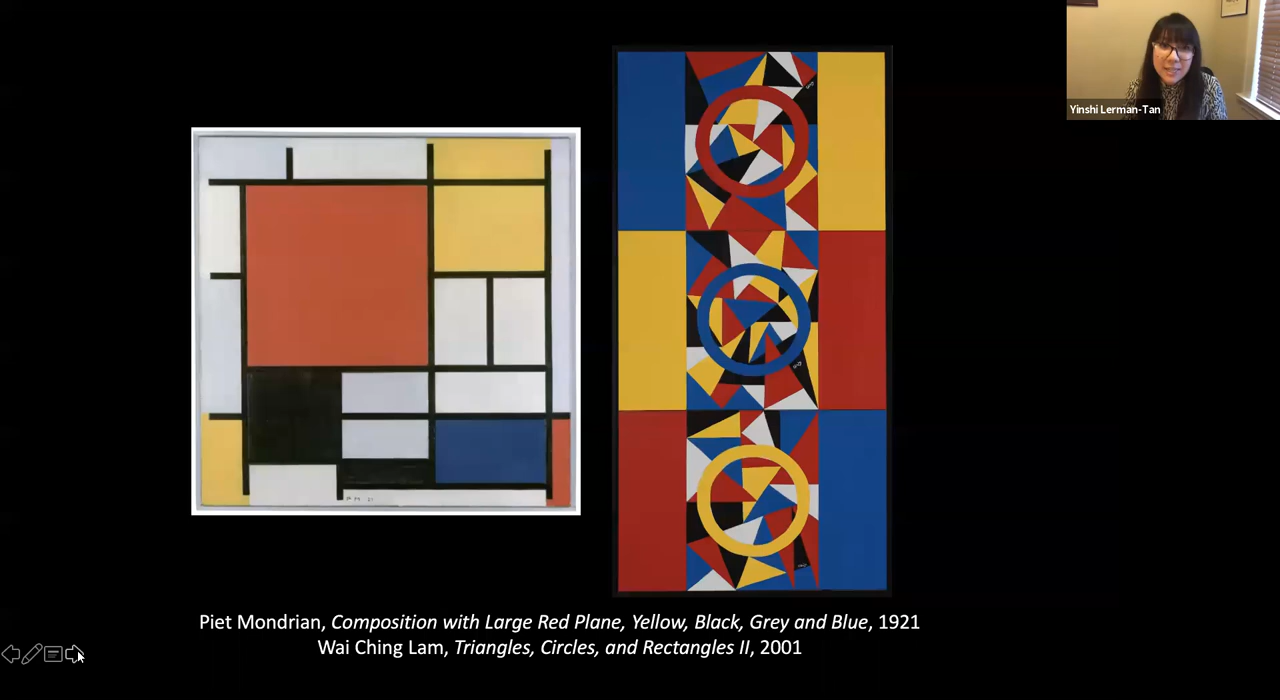 Yinshi Lerman-Tan
Piet Mondrian, Composition with Large Red Plane, Yellow, Black, Grey and Blue, 1921
Wai Ching Lam, Triangles, Circles, and Rectangles II, 2001